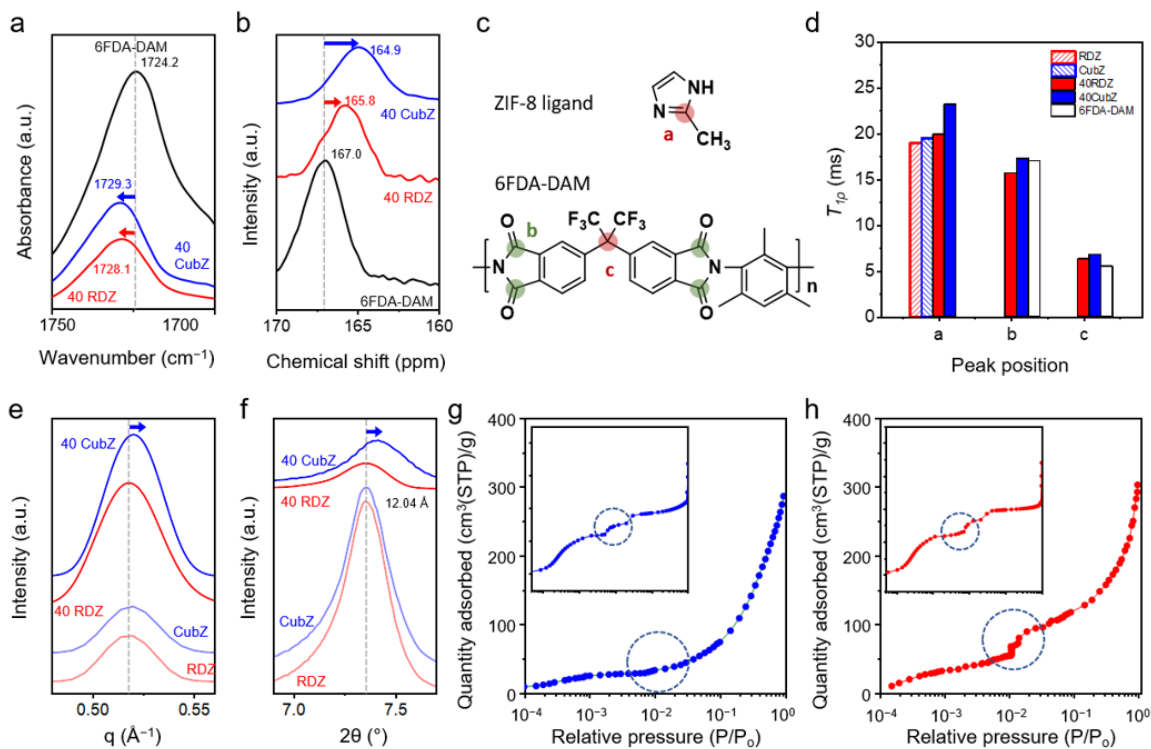 a
6FDA-DAM
1724.2
1729.3
40
CubZ
1728.1
40 RDZ
Absorbance (a.u.)
1750
1700
Wavenumber (cm⁻¹)
b
164.9
40 CubZ
165.8
40 RDZ
167.0
6FDA-DAM
Intensity (a.u.)
170
165
160
Chemical shift (ppm)
c
ZIF-8 ligand
NH
N
a
CH₃
6FDA-DAM
O
b
F₃C
CF₃
O
N
c
N
n
O
O
d
RDZ
CubZ
40RDZ
40CubZ
6FDA-DAM
T₁ρ (ms)
30
25
20
15
10
5
0
a
b
c
Peak position
e
40 CubZ
40 RDZ
CubZ
RDZ
Intensity (a.u.)
0.50
0.55
q (Å⁻¹)
f
40 CubZ
40 RDZ
12.04 Å
CubZ
RDZ
Intensity (a.u.)
7.0
7.5
2θ (°)
g
Quantity adsorbed (cm³(STP)/g)
400
300
200
100
0
10⁻⁴
10⁻³
10⁻²
10⁻¹
10⁰
Relative pressure (P/Pₒ)
h
Quantity adsorbed (cm³(STP)/g)
400
300
200
100
0
10⁻⁴
10⁻³
10⁻²
10⁻¹
10⁰
Relative pressure (P/Pₒ)